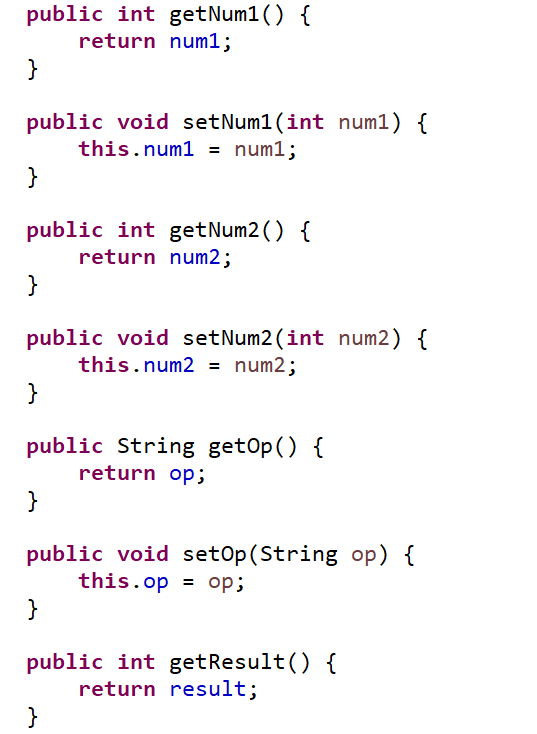 public int getNum1() {
    return num1;
}

public void setNum1(int num1) {
    this.num1 = num1;
}

public int getNum2() {
    return num2;
}

public void setNum2(int num2) {
    this.num2 = num2;
}

public String getOp() {
    return op;
}

public void setOp(String op) {
    this.op = op;
}

public int getResult() {
    return result;
}